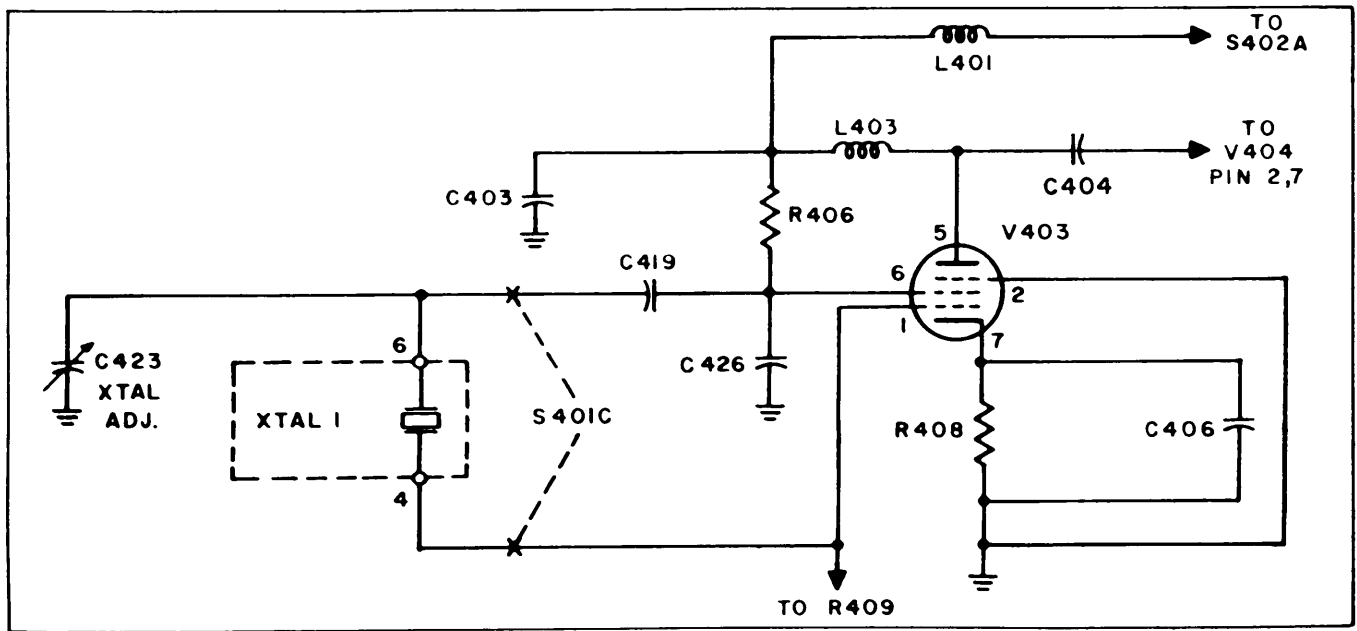 TO
S402A
L401
L403
TO
V404
PIN 2,7
C404
C403
R406
5
V403
C419
6
2
1
7
C423
XTAL
ADJ.
6
XTAL 1
4
S401C
C426
R408
C406
TO R409